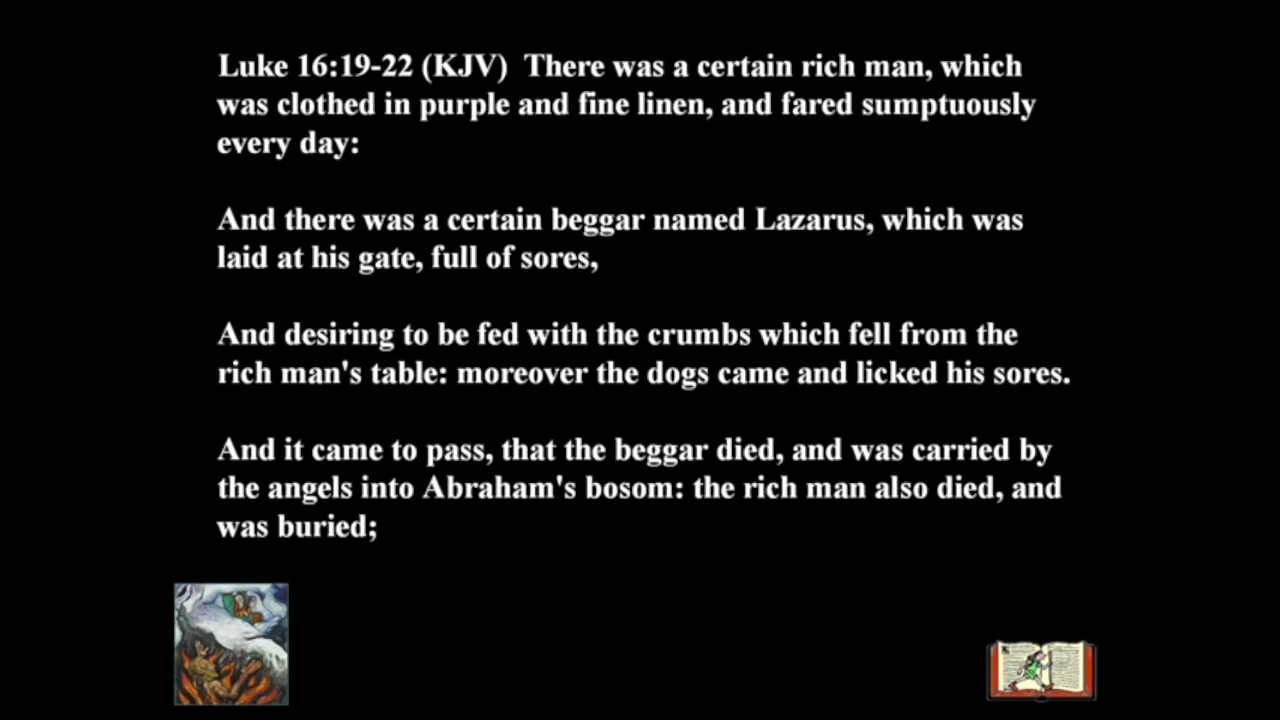 Luke 16:19-22 (KJV)  There was a certain rich man, which
was clothed in purple and fine linen, and fared sumptuously
every day:
And there was a certain beggar named Lazarus, which was
laid at his gate, full of sores,
And desiring to be fed with the crumbs which fell from the
rich man's table: moreover the dogs came and licked his sores.
And it came to pass, that the beggar died, and was carried by
the angels into Abraham's bosom: the rich man also died, and
was buried;